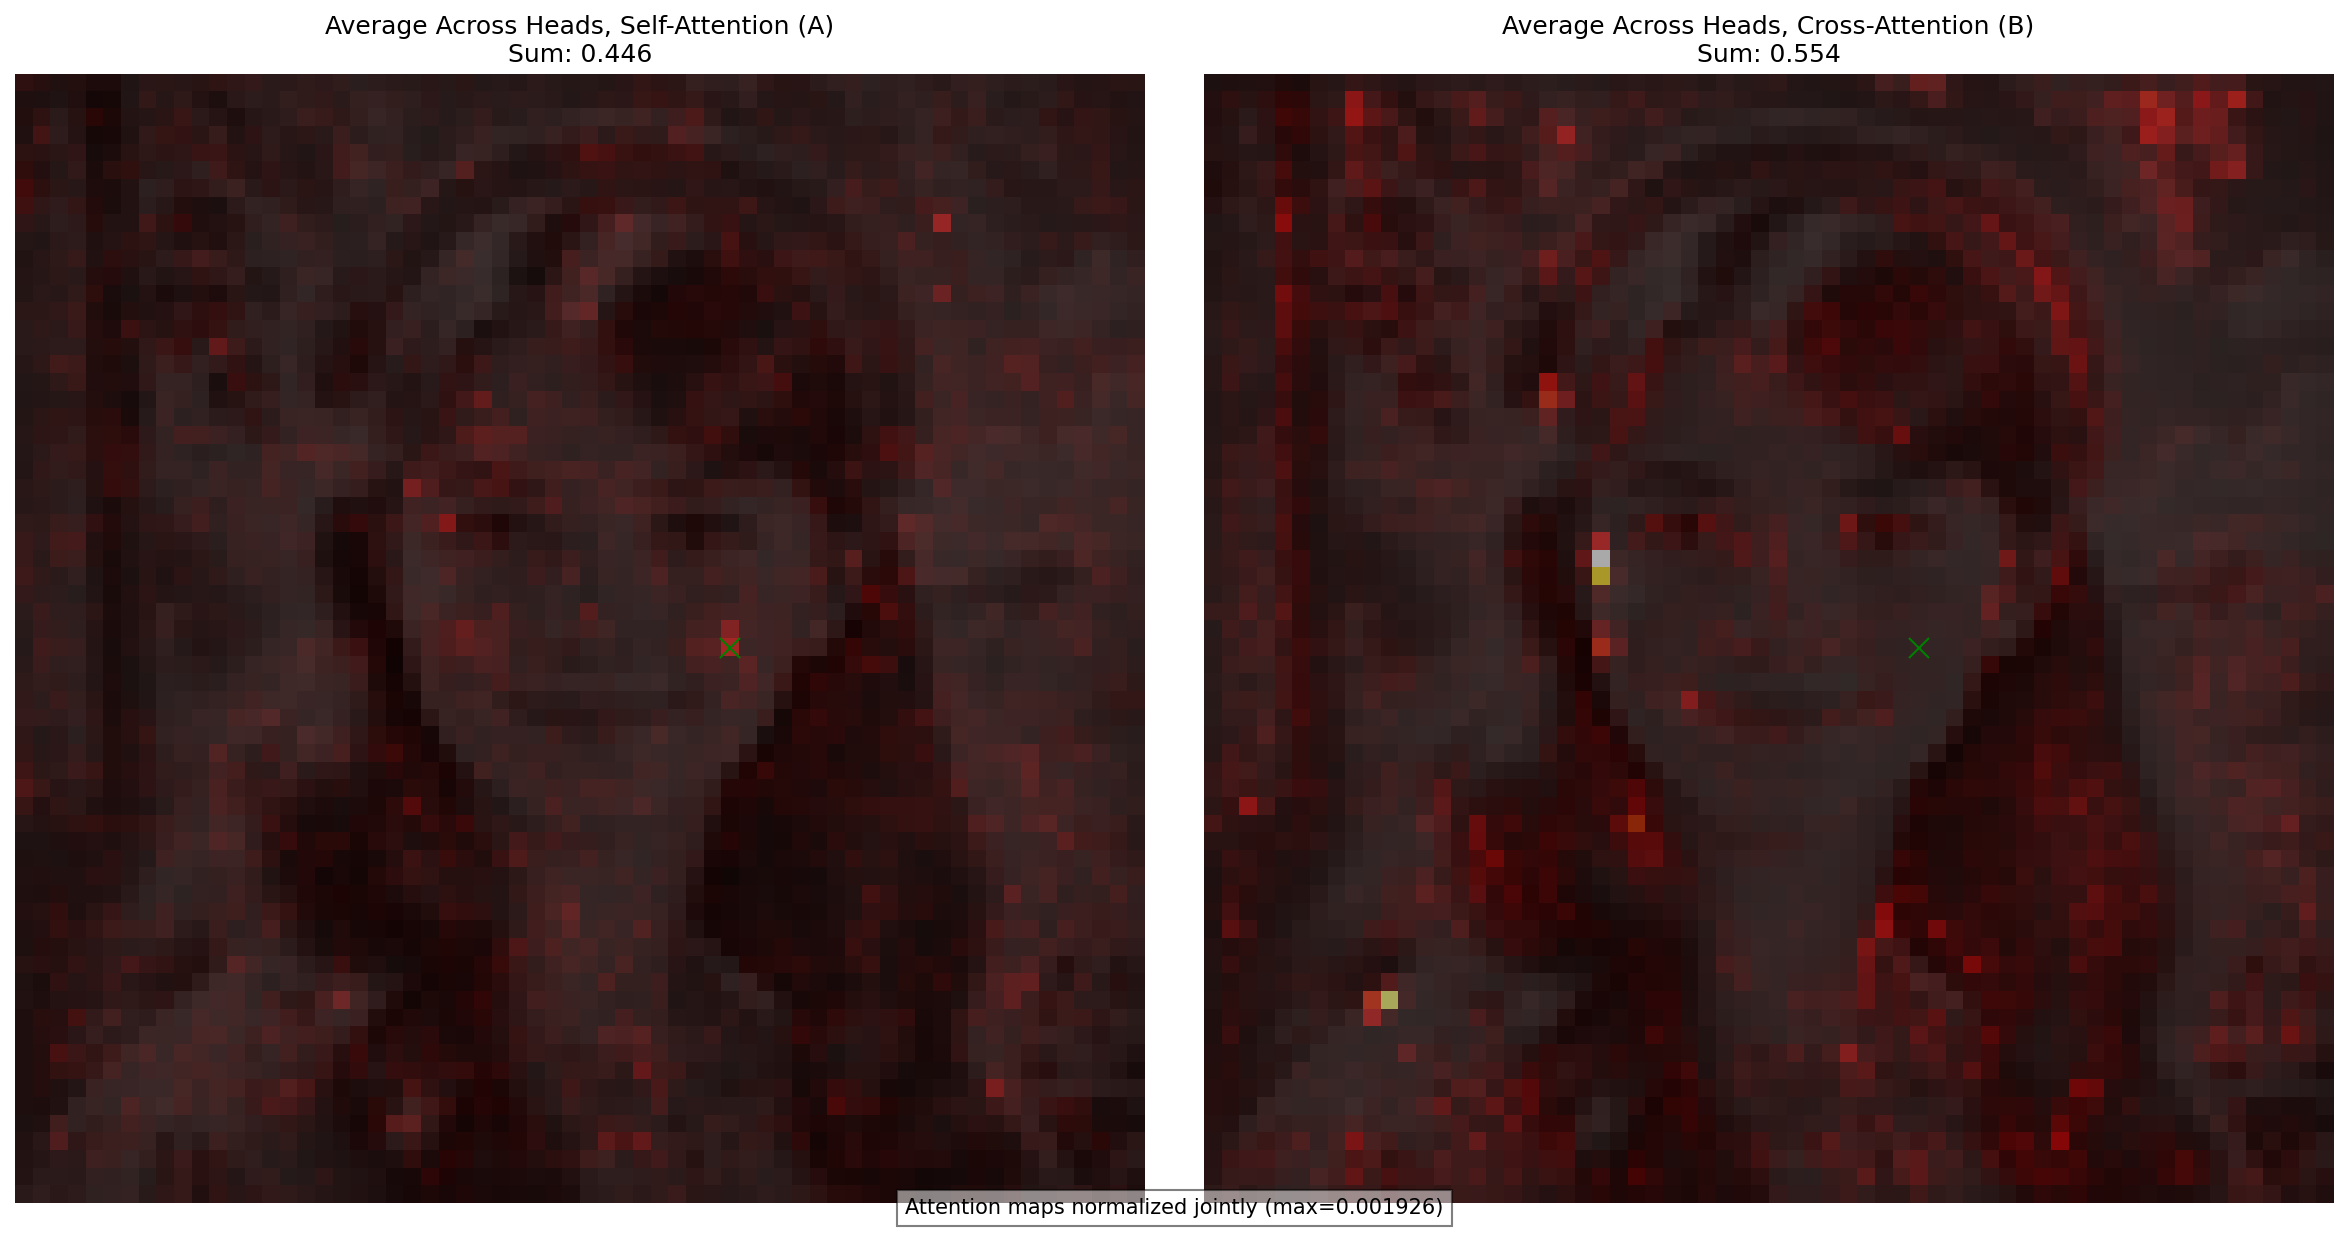 Average Across Heads, Self-Attention (A)
Sum: 0.446
Average Across Heads, Cross-Attention (B)
Sum: 0.554
Attention maps normalized jointly (max=0.001926)